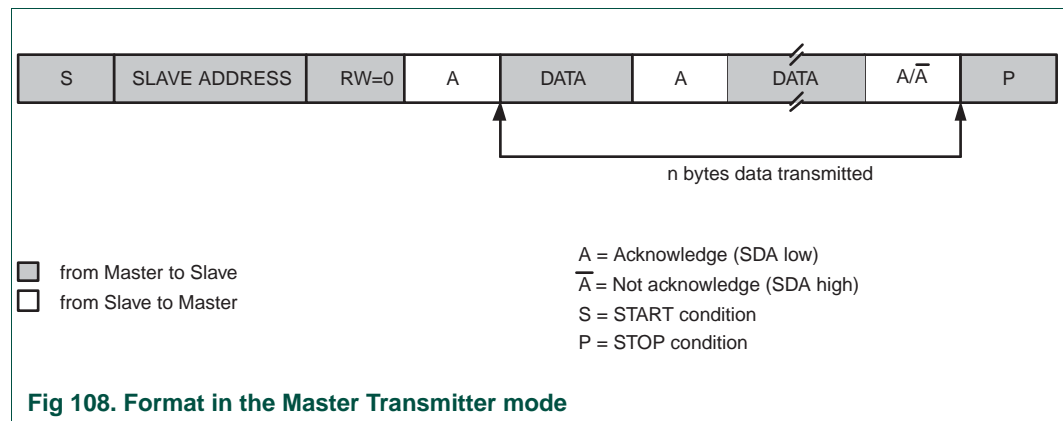 S SLAVE ADDRESS RW=0 A DATA A DATA A/A̅ P
n bytes data transmitted
from Master to Slave
from Slave to Master
A = Acknowledge (SDA low)
A̅ = Not acknowledge (SDA high)
S = START condition
P = STOP condition
Fig 108. Format in the Master Transmitter mode